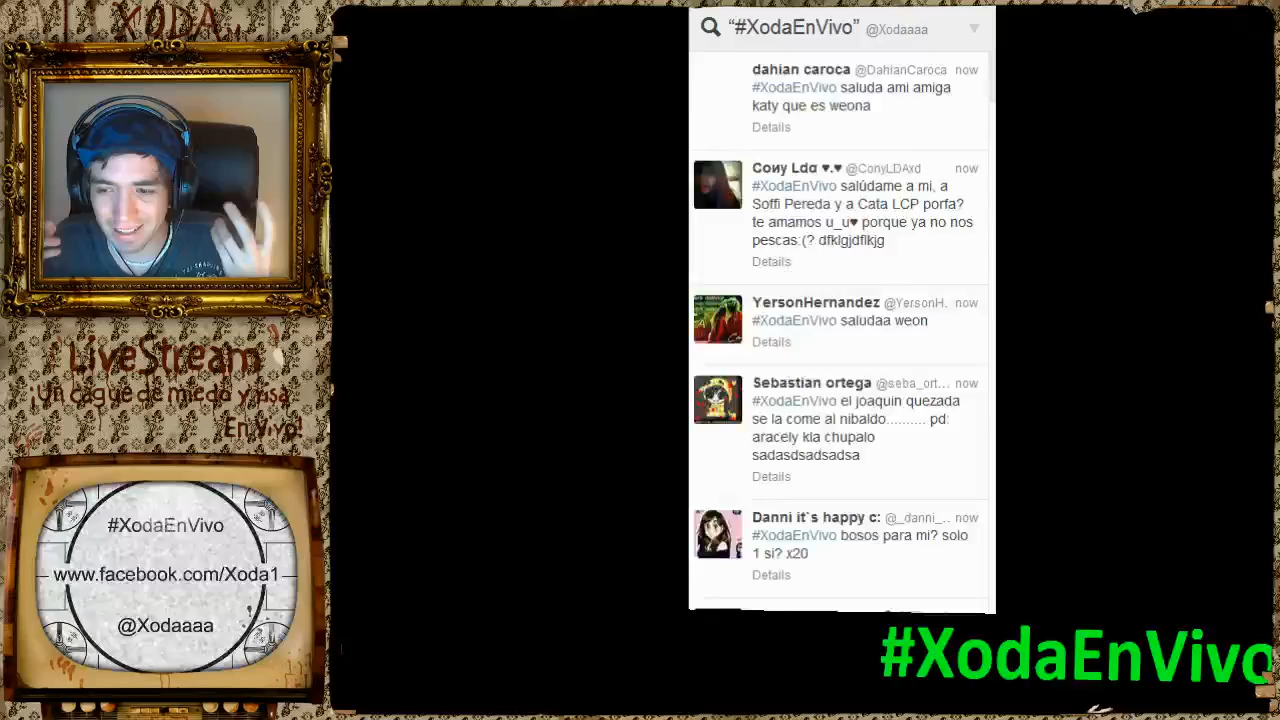 XODA...
LiveStream
Un Bague de miedo y risa
En Vivo!
#XodaEnVivo
www.facebook.com/Xoda1
@Xodaaaa
“#XodaEnVivo” @Xodaaaa
dahian caroca @DahianCaroca now
#XodaEnVivo saluda ami amiga
katy que es weona
Details
Coиy Ldα ♥.♥ @ConyLDAxd now
#XodaEnVivo salúdame a mi, a
Soffi Pereda y a Cata LCP porfa?
te amamos u_u♥ porque ya no nos
pescas:(? dfklgjdflkjg
Details
YersonHernandez @YersonH. now
#XodaEnVivo saludaa weon
Details
Sebastian ortega @seba_ort... now
#XodaEnVivo el joaquin quezada
se la come al nibaldo.......... pd:
aracely kla chupalo
sadasdsadsadsa
Details
Danni it`s happy c: @_danni_.. now
#XodaEnVivo bosos para mi? solo
1 si? x20
Details
#XodaEnVivo